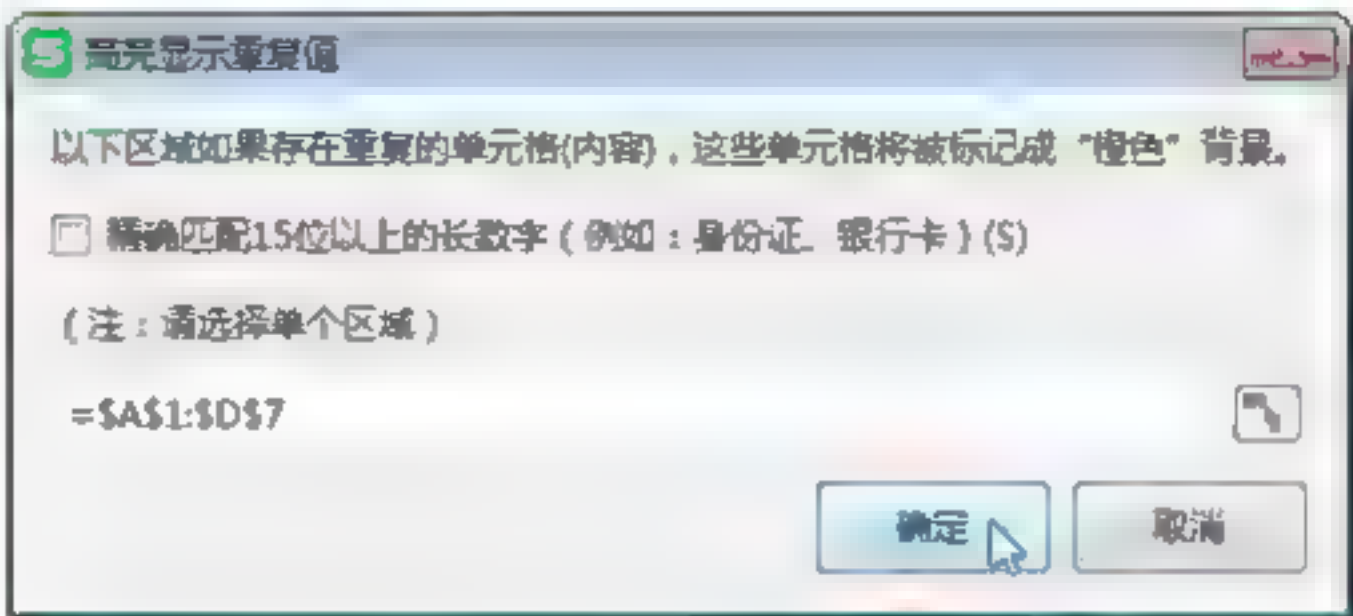 高亮显示重复值
以下区域如果存在重复的单元格(内容)，这些单元格将被标记成 "橙色" 背景。
精确匹配15位以上的长数字（例如：身份证、银行卡）(S)
（注：请选择单个区域）
=$A$1:$D$7
确定 取消